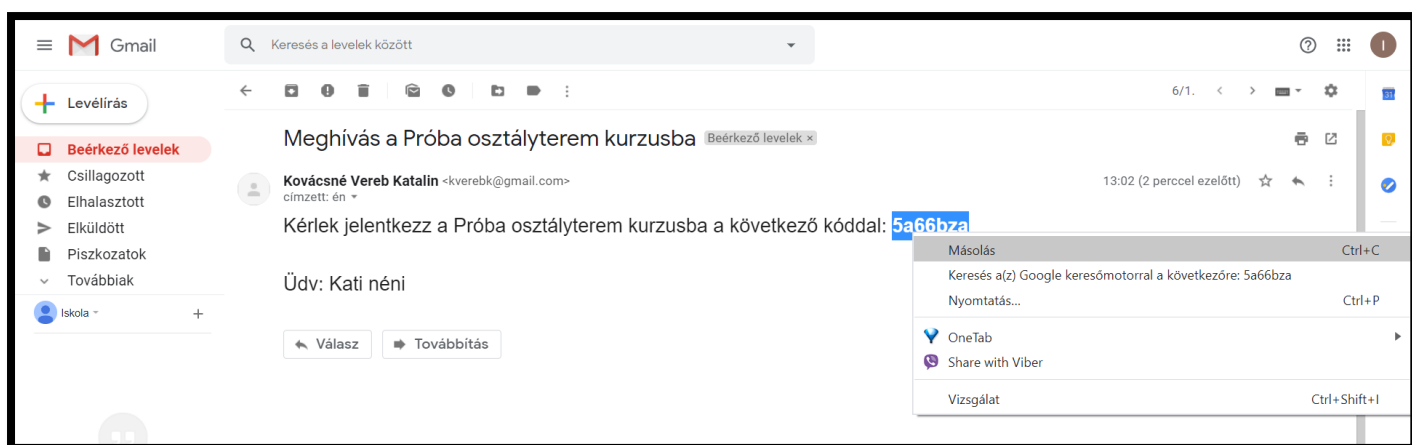 Gmail
Keresés a levelek között
I
Levélírás
6/1.
31
Meghívás a Próba osztályterem kurzusba Beérkező levelek ×
Beérkező levelek
Csillagozott
Kovácsné Vereb Katalin <kverebk@gmail.com>
13:02 (2 perccel ezelőtt)
címzett: én
Elhalasztott
Elküldött
Kérlek jelentkezz a Próba osztályterem kurzusba a következő kóddal: 5a66bza
Piszkozatok
Továbbiak
Üdv: Kati néni
Iskola
Válasz
Továbbítás
Másolás Ctrl+C
Keresés a(z) Google keresőmotorral a következőre: 5a66bza
Nyomtatás... Ctrl+P
OneTab
Share with Viber
Vizsgálat Ctrl+Shift+I